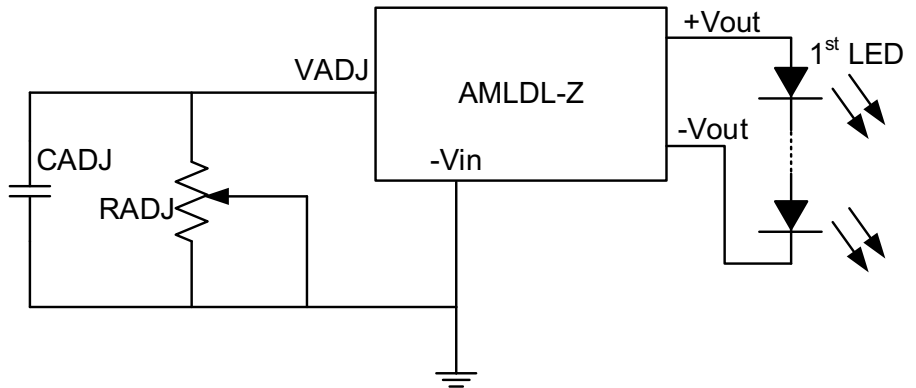 +Vout
1st LED
VADJ
AMLDL-Z
-Vout
-Vin
CADJ
RADJ